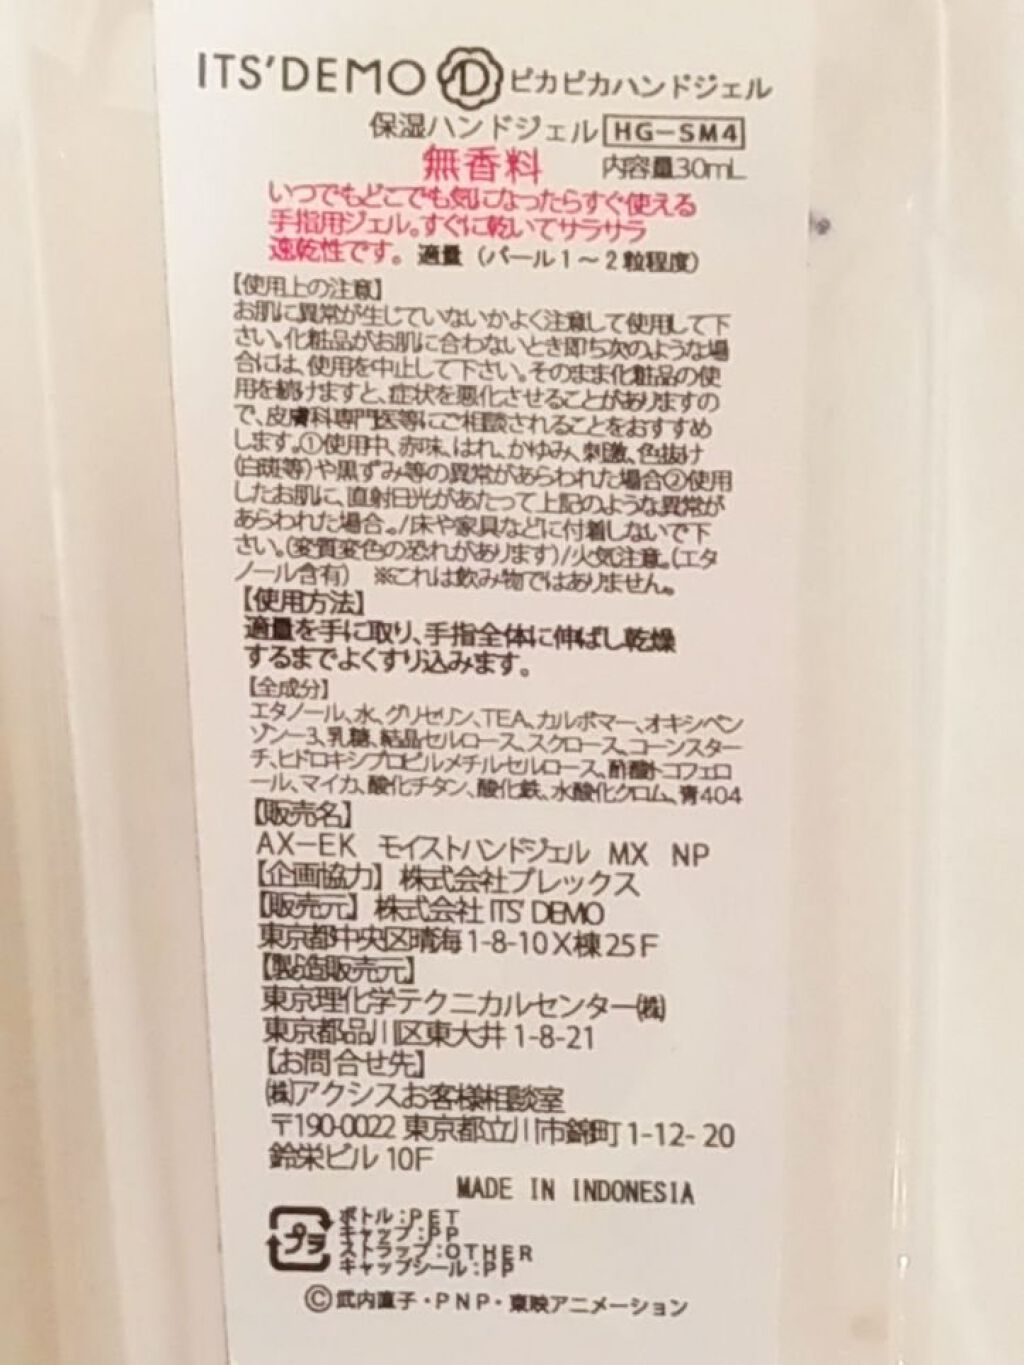 ITS'DEMO D ピカピカハンドジェル
保湿ハンドジェル HG-SM4
無香料 内容量30mL
いつでもどこでも気になったらすぐ使える
手指用ジェル。すぐに乾いてサラサラ
速乾性です。適量（パール1～2粒程度）
【使用上の注意】
お肌に異常が生じていないかよく注意して使用して下
さい。化粧品がお肌に合わないとき即ち次のような場
合には、使用を中止して下さい。そのまま化粧品の使
用を続けますと、症状を悪化させることがありますの
で、皮膚科専門医等にご相談されることをおすすめ
します。①使用中、赤味、はれ、かゆみ、刺激、色抜け
（白斑等）や黒ずみ等の異常があらわれた場合②使用
したお肌に、直射日光があたって上記のような異常が
あらわれた場合。/床や家具などに付着しないで下
さい。（変質変色の恐れがあります）/火気注意。（エタ
ノール含有） ※これは飲み物ではありません。
【使用方法】
適量を手に取り、手指全体に伸ばし乾燥
するまでよくすり込みます。
【全成分】
エタノール、水、グリセリン、TEA、カルボマー、オキシベン
ゾン-3、乳糖、結晶セルロース、スクロース、コーンスター
チ、ヒドロキシプロピルメチルセルロース、酢酸トコフェロ
ール、マイカ、酸化チタン、酸化鉄、水酸化クロム、青404
【販売名】
AX-EK モイストハンドジェル MX NP
【企画協力】株式会社プレックス
【販売元】株式会社 ITS' DEMO
東京都中央区晴海 1-8-10 X棟 25F
【製造販売元】
東京理化学テクニカルセンター㈱
東京都品川区東大井 1-8-21
【お問合せ先】
㈱アクシスお客様相談室
〒190-0022 東京都立川市錦町 1-12-20
鈴栄ビル 10F
MADE IN INDONESIA
プラ
ボトル:PET
キャップ:PP
ストラップ:OTHER
キャップシール:PP
©武内直子・PNP・東映アニメーション